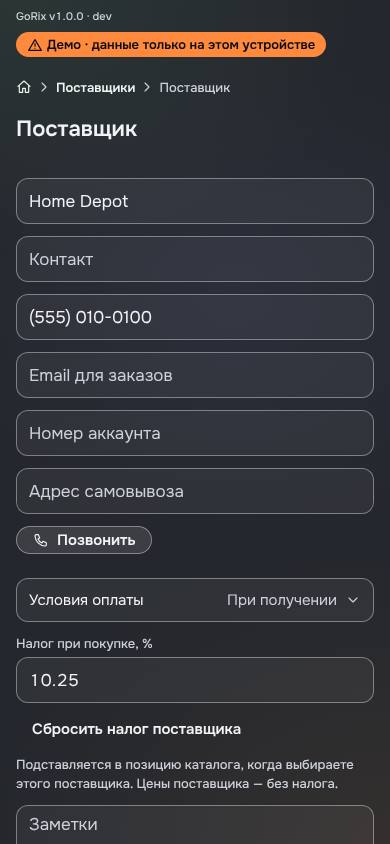 GoRix v1.0.0 · dev
Демо · данные только на этом устройстве
Поставщики
Поставщик
Поставщик
Home Depot
Контакт
(555) 010-0100
Email для заказов
Номер аккаунта
Адрес самовывоза
Позвонить
Условия оплаты При получении
Налог при покупке, %
10.25
Сбросить налог поставщика
Подставляется в позицию каталога, когда выбираете
этого поставщика. Цены поставщика — без налога.
Заметки